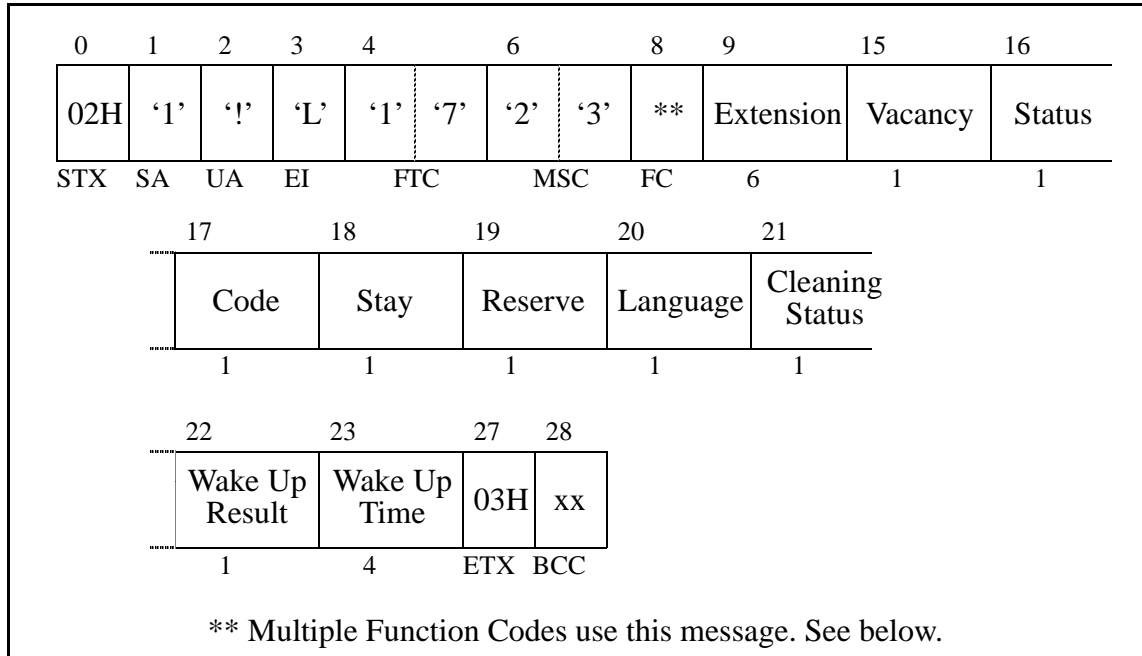 0 1 2 3 4 6 8 9 15 16
02H ‘1’ ‘!’ ‘L’ ‘1’ ‘7’ ‘2’ ‘3’ ** Extension Vacancy Status
STX SA UA EI FTC MSC FC 6 1 1
17 18 19 20 21
Code Stay Reserve Language Cleaning Status
1 1 1 1 1
22 23 27 28
Wake Up Result Wake Up Time 03H xx
1 4 ETX BCC
** Multiple Function Codes use this message. See below.